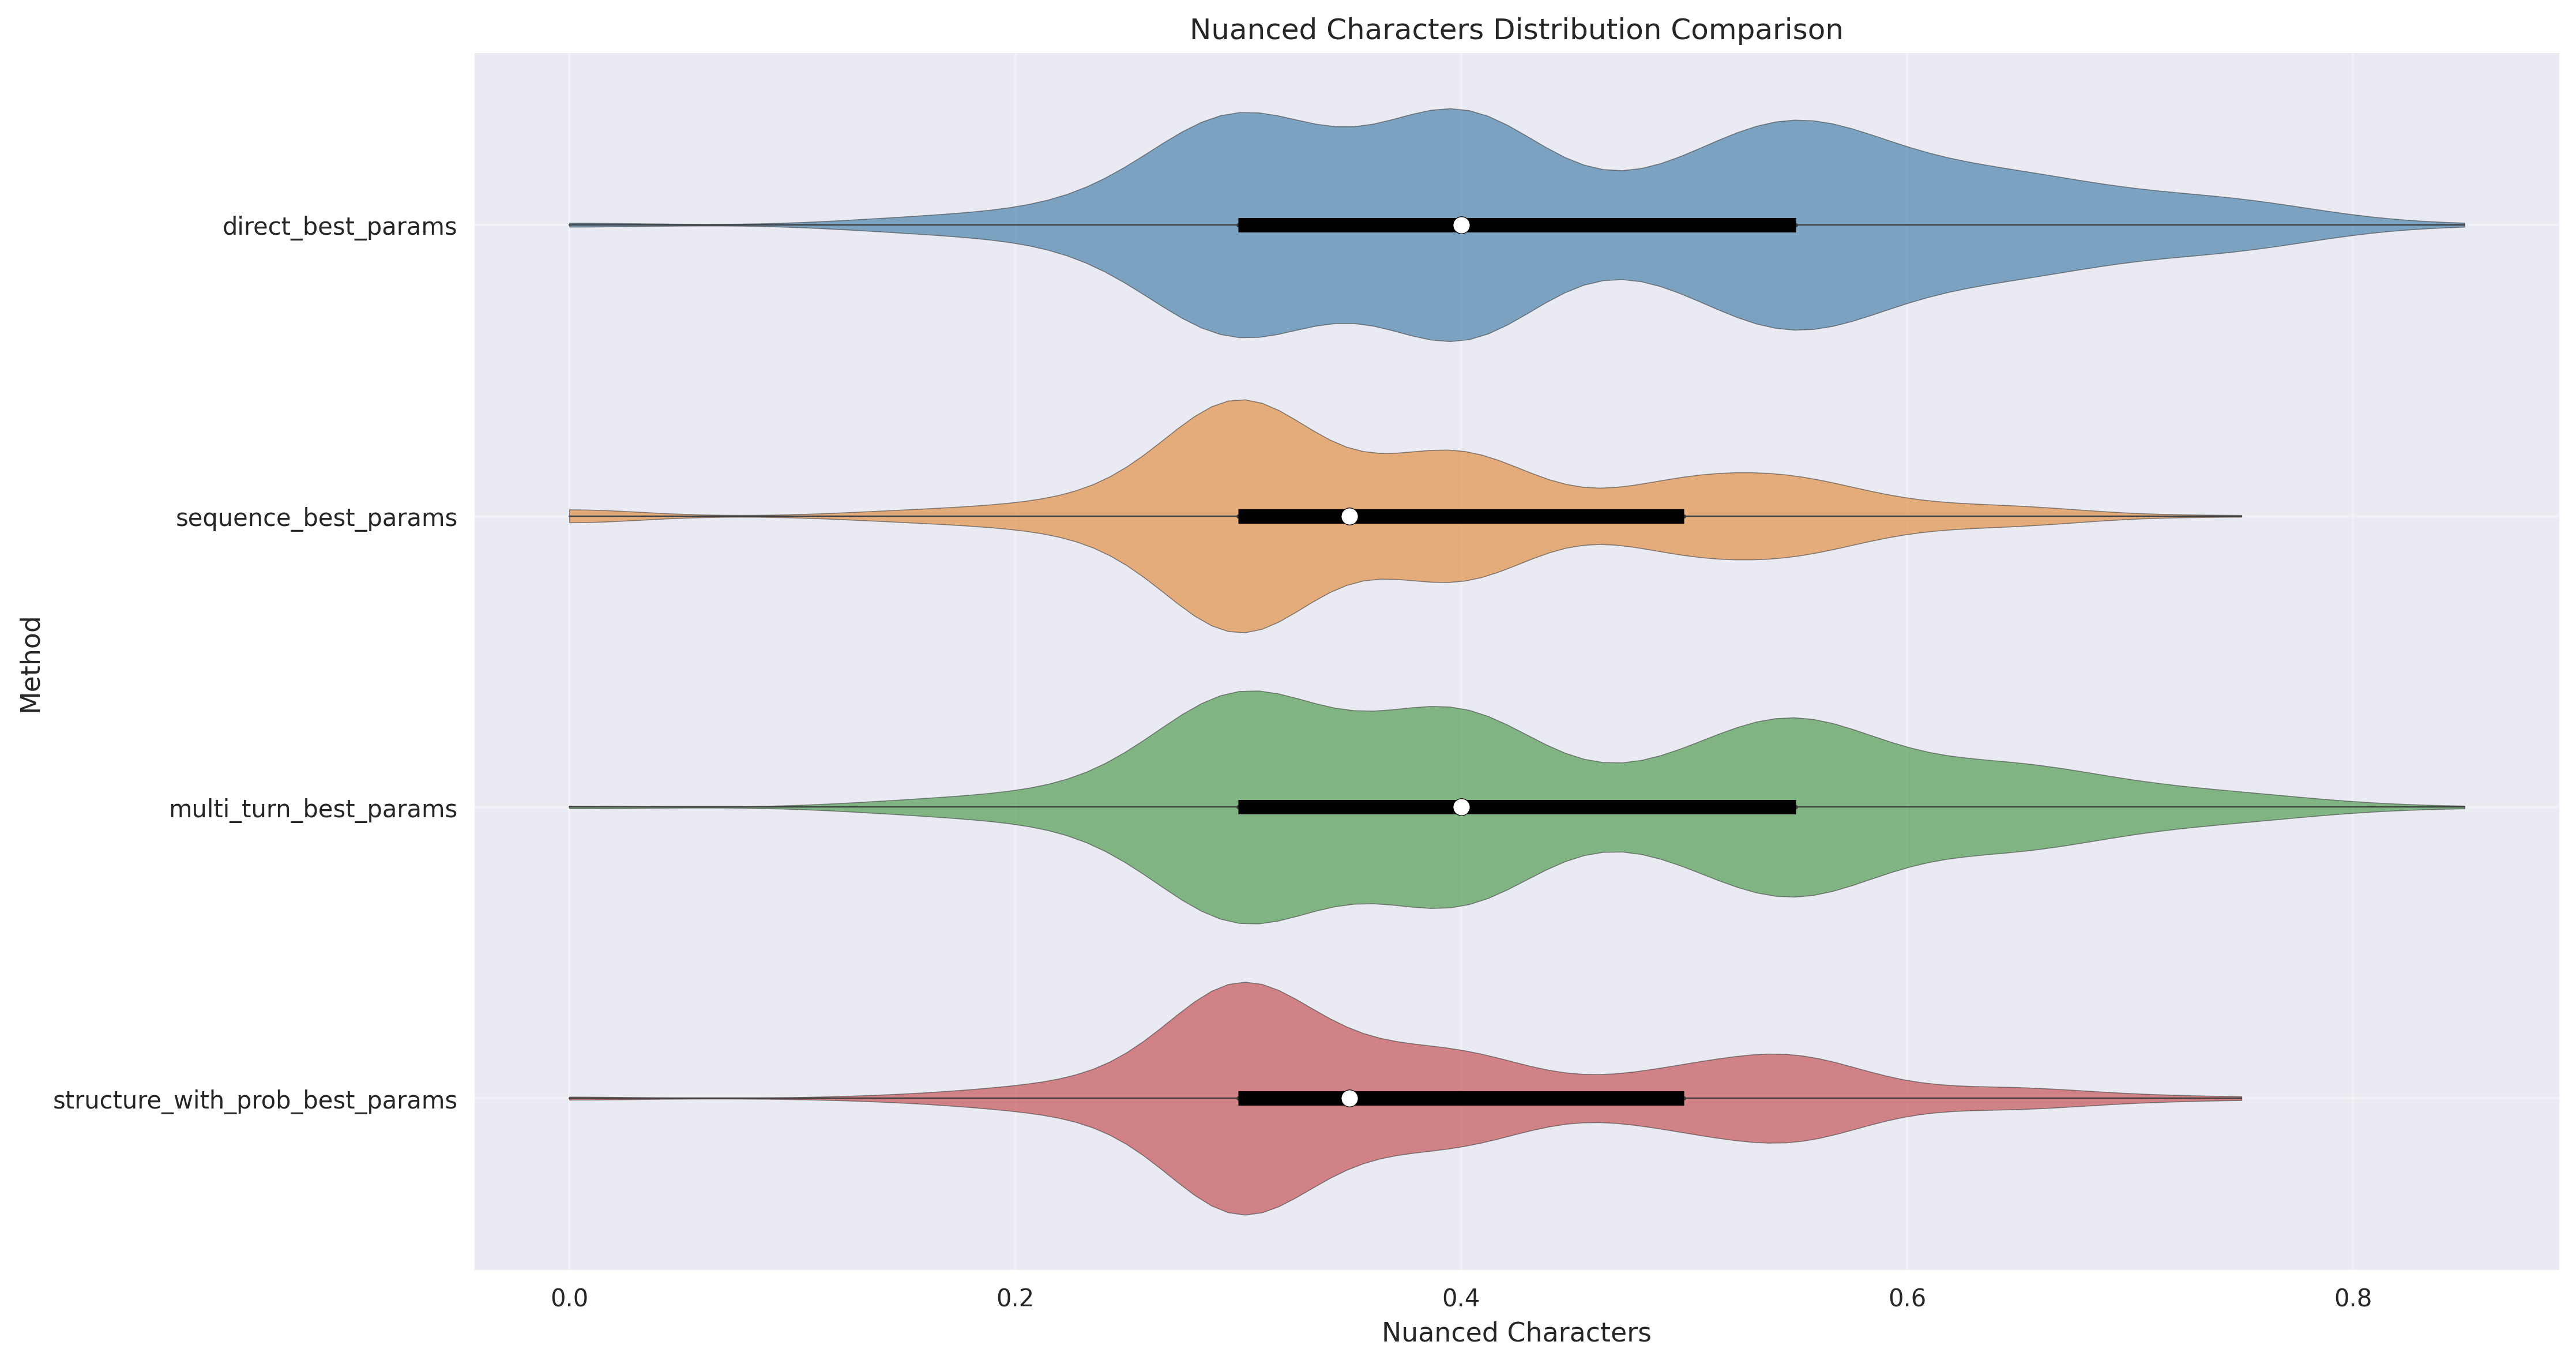 Nuanced Characters Distribution Comparison
Method
direct_best_params
sequence_best_params
multi_turn_best_params
structure_with_prob_best_params
0.0 0.2 0.4 0.6 0.8
Nuanced Characters